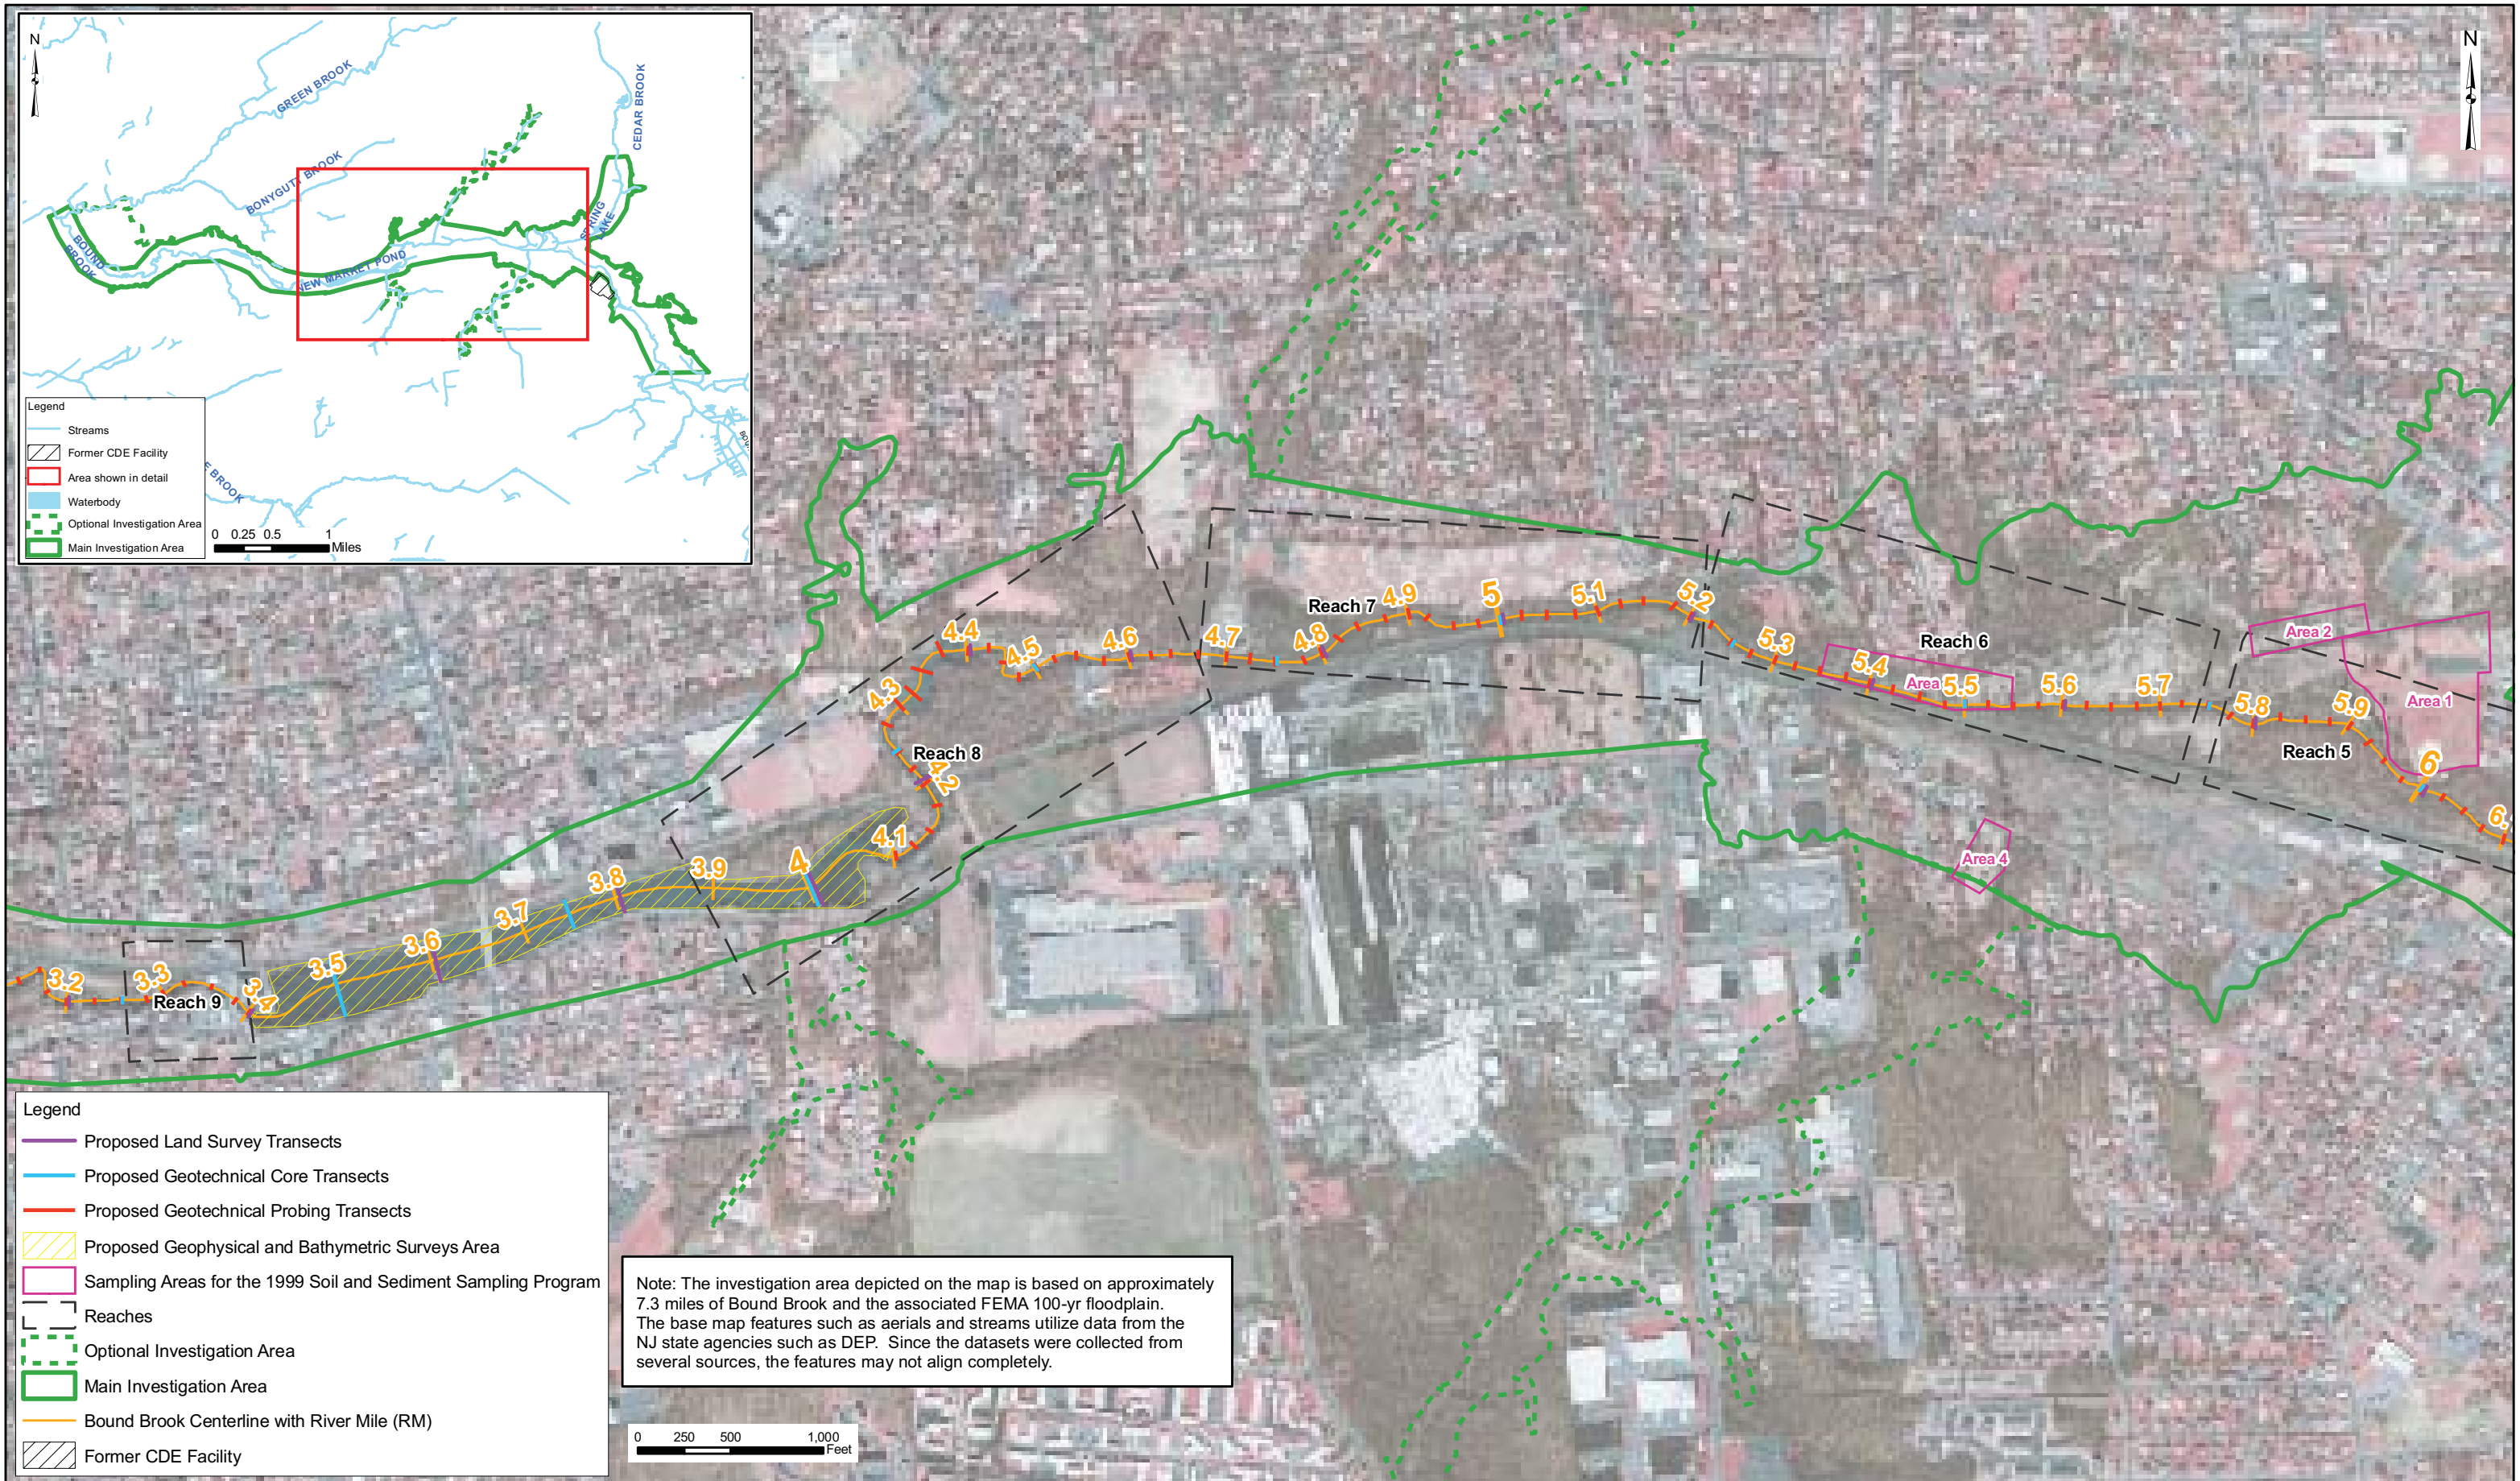 N
GREEN BROOK
CEDAR BROOK
BONYGUTT BROOK
SPRING
LAKE
BOUND
BROOK
NEW MARKET POND
E BROOK
BOU
Legend
Streams
Former CDE Facility
Area shown in detail
Waterbody
Optional Investigation Area
Main Investigation Area
0 0.25 0.5 1
Miles
N
Reach 7
4.9
5
5.1
5.2
4.4
4.5
4.6
4.7
4.8
5.3
5.4
5.5
5.6
5.7
5.8
5.9
6
6.
Reach 6
Area 2
Area
Area 1
Reach 5
4.3
Reach 8
4.2
4.1
4
3.9
3.8
3.7
3.6
3.5
3.4
3.3
3.2
Reach 9
Area 4
Legend
Proposed Land Survey Transects
Proposed Geotechnical Core Transects
Proposed Geotechnical Probing Transects
Proposed Geophysical and Bathymetric Surveys Area
Sampling Areas for the 1999 Soil and Sediment Sampling Program
Reaches
Optional Investigation Area
Main Investigation Area
Bound Brook Centerline with River Mile (RM)
Former CDE Facility
Note: The investigation area depicted on the map is based on approximately
7.3 miles of Bound Brook and the associated FEMA 100-yr floodplain.
The base map features such as aerials and streams utilize data from the
NJ state agencies such as DEP. Since the datasets were collected from
several sources, the features may not align completely.
0 250 500 1,000
Feet